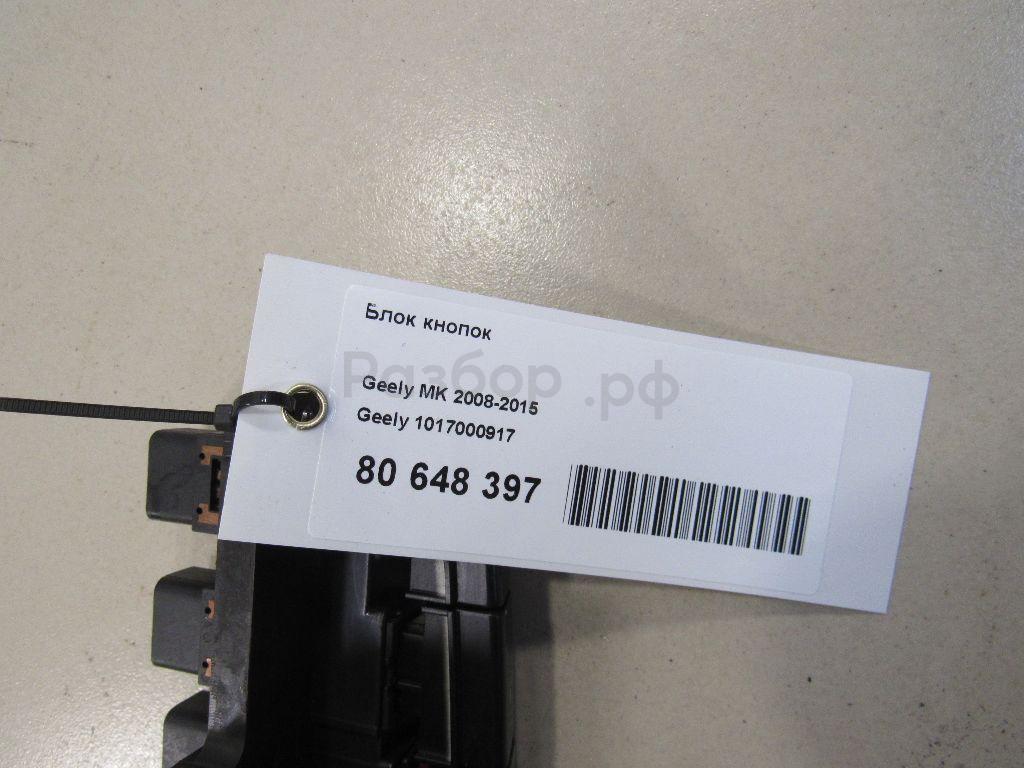 Блок кнопок
Разбор.рф
Geely MK 2008-2015
Geely 1017000917
80 648 397